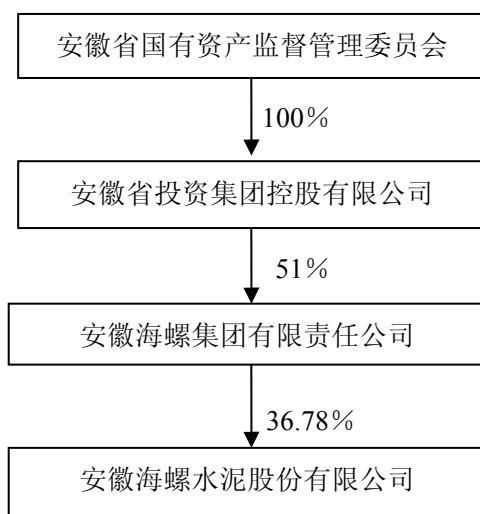 安徽省国有资产监督管理委员会
100%
安徽省投资集团控股有限公司
51%
安徽海螺集团有限责任公司
36.78%
安徽海螺水泥股份有限公司